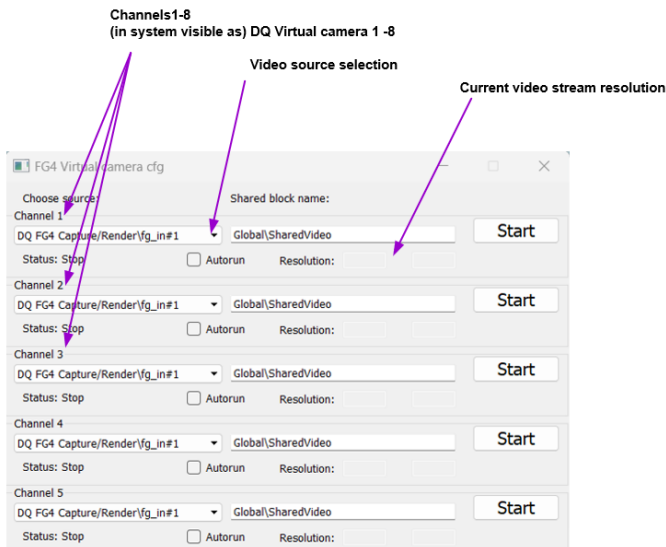 Channels1-8
(in system visible as) DQ Virtual camera 1 -8
Video source selection
Current video stream resolution
FG4 Virtual camera cfg
Choose source:
Shared block name:
Channel 1
DQ FG4 Capture/Render\fg_in#1
Global\SharedVideo
Start
Status: Stop
Autorun
Resolution:
Channel 2
DQ FG4 Capture/Render\fg_in#1
Global\SharedVideo
Start
Status: Stop
Autorun
Resolution:
Channel 3
DQ FG4 Capture/Render\fg_in#1
Global\SharedVideo
Start
Status: Stop
Autorun
Resolution:
Channel 4
DQ FG4 Capture/Render\fg_in#1
Global\SharedVideo
Start
Status: Stop
Autorun
Resolution:
Channel 5
DQ FG4 Capture/Render\fg_in#1
Global\SharedVideo
Start
Status: Stop
Autorun
Resolution: